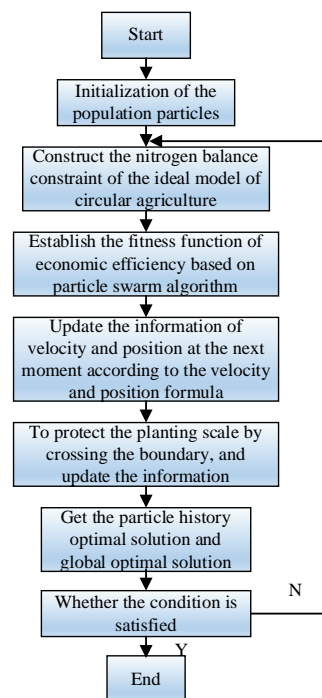 Start
Initialization of the
population particles
Construct the nitrogen balance
constraint of the ideal model of
circular agriculture
Establish the fitness function of
economic efficiency based on
particle swarm algorithm
Update the information of
velocity and position at the next
moment according to the velocity
and position formula
To protect the planting scale by
crossing the boundary, and
update the information
Get the particle history
optimal solution and
global optimal solution
Whether the condition is
satisfied
N
Y
End